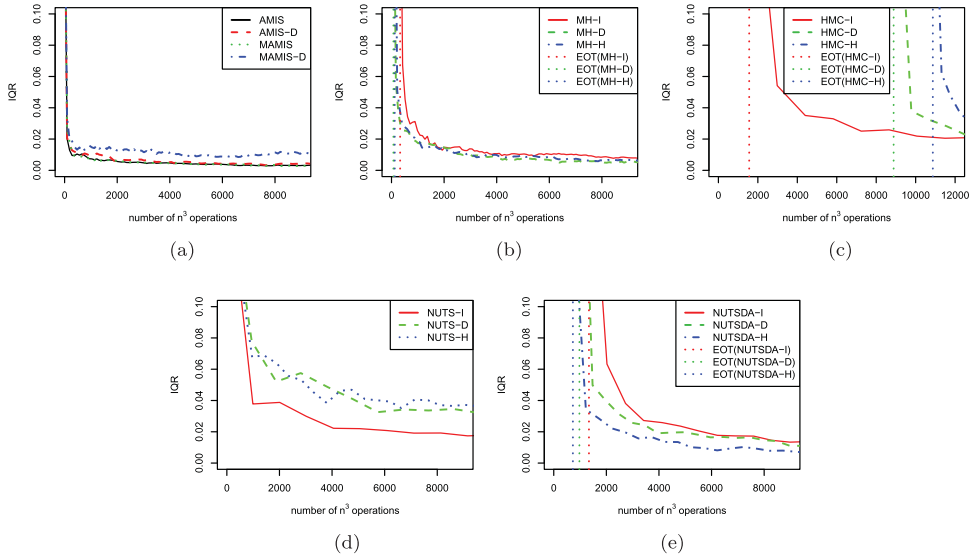 AMIS
AMIS-D
MAMIS
MAMIS-D
IQR
0.00 0.02 0.04 0.06 0.08 0.10
0 2000 4000 6000 8000
number of n³ operations
(a)
MH-I
MH-D
MH-H
EOT(MH-I)
EOT(MH-D)
EOT(MH-H)
IQR
0.00 0.02 0.04 0.06 0.08 0.10
0 2000 4000 6000 8000
number of n³ operations
(b)
HMC-I
HMC-D
HMC-H
EOT(HMC-I)
EOT(HMC-D)
EOT(HMC-H)
IQR
0.00 0.02 0.04 0.06 0.08 0.10
0 2000 4000 6000 8000 10000 12000
number of n³ operations
(c)
NUTS-I
NUTS-D
NUTS-H
IQR
0.00 0.02 0.04 0.06 0.08 0.10
0 2000 4000 6000 8000
number of n³ operations
(d)
NUTSDA-I
NUTSDA-D
NUTSDA-H
EOT(NUTSDA-I)
EOT(NUTSDA-D)
EOT(NUTSDA-H)
IQR
0.00 0.02 0.04 0.06 0.08 0.10
0 2000 4000 6000 8000
number of n³ operations
(e)